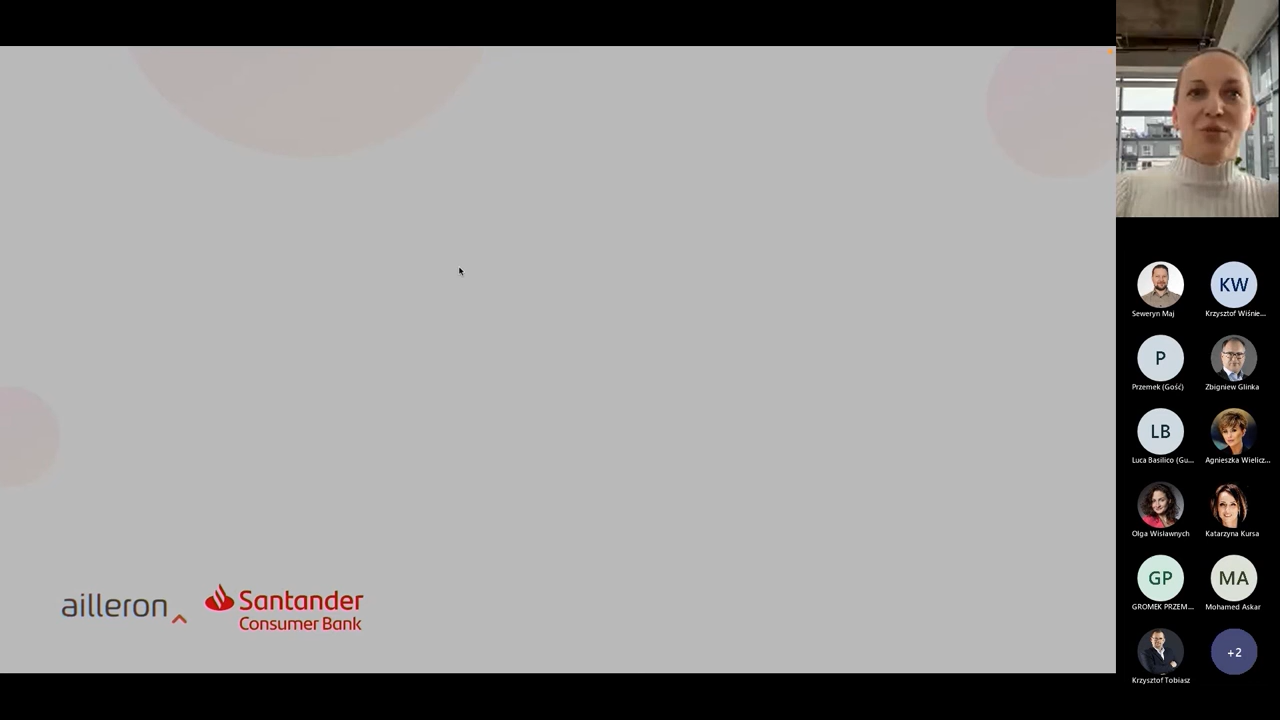 ailleron
Santander
Consumer Bank
Seweryn Maj
KW
Krzysztof Wiśnie...
P
Przemek (Gość)
Zbigniew Glinka
LB
Luca Basilico (Gu...
Agnieszka Wielicz...
Olga Wisławnych
Katarzyna Kursa
GP
GROMEK PRZEM...
MA
Mohamed Askar
Krzysztof Tobiasz
+2